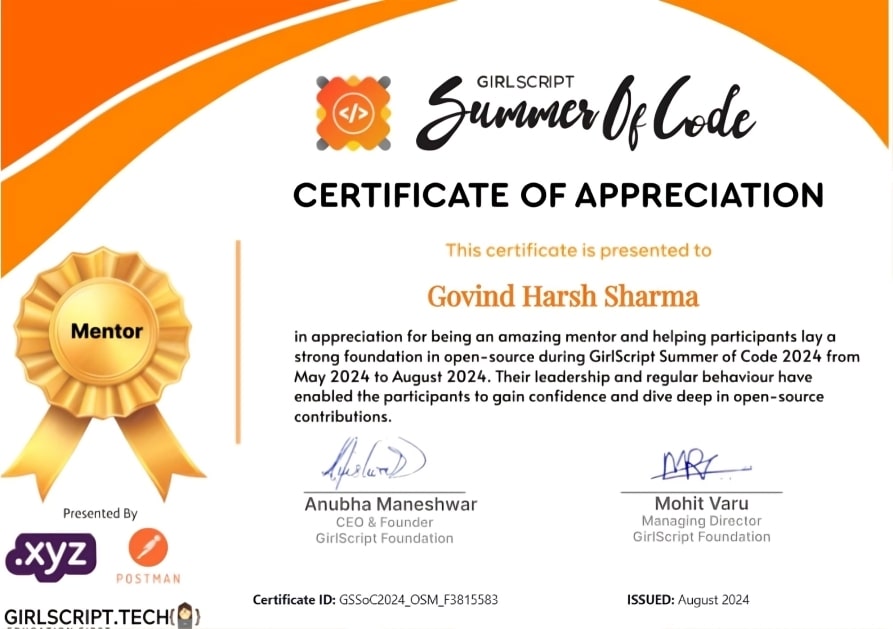 GIRLSCRIPT
Summer Of Code
</>
CERTIFICATE OF APPRECIATION
This certificate is presented to
Govind Harsh Sharma
Mentor
in appreciation for being an amazing mentor and helping participants lay a
strong foundation in open-source during GirlScript Summer of Code 2024 from
May 2024 to August 2024. Their leadership and regular behaviour have
enabled the participants to gain confidence and dive deep in open-source
contributions.
Anubha Maneshwar
CEO & Founder
GirlScript Foundation
Mohit Varu
Managing Director
GirlScript Foundation
Presented By
.xyz
POSTMAN
GIRLSCRIPT.TECH{}
Certificate ID: GSSoC2024_OSM_F3815583
ISSUED: August 2024